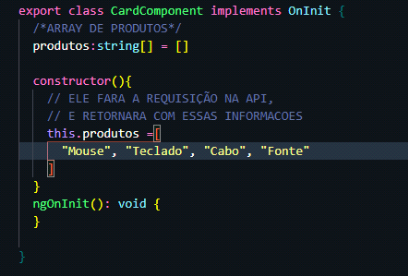 export class CardComponent implements OnInit {
/*ARRAY DE PRODUTOS*/
produtos:string[] = []
constructor(){
// ELE FARA A REQUISIÇÃO NA API,
// E RETORNARA COM ESSAS INFORMACOES
this.produtos =[
"Mouse", "Teclado", "Cabo", "Fonte"
]
}
ngOnInit(): void {
}
}